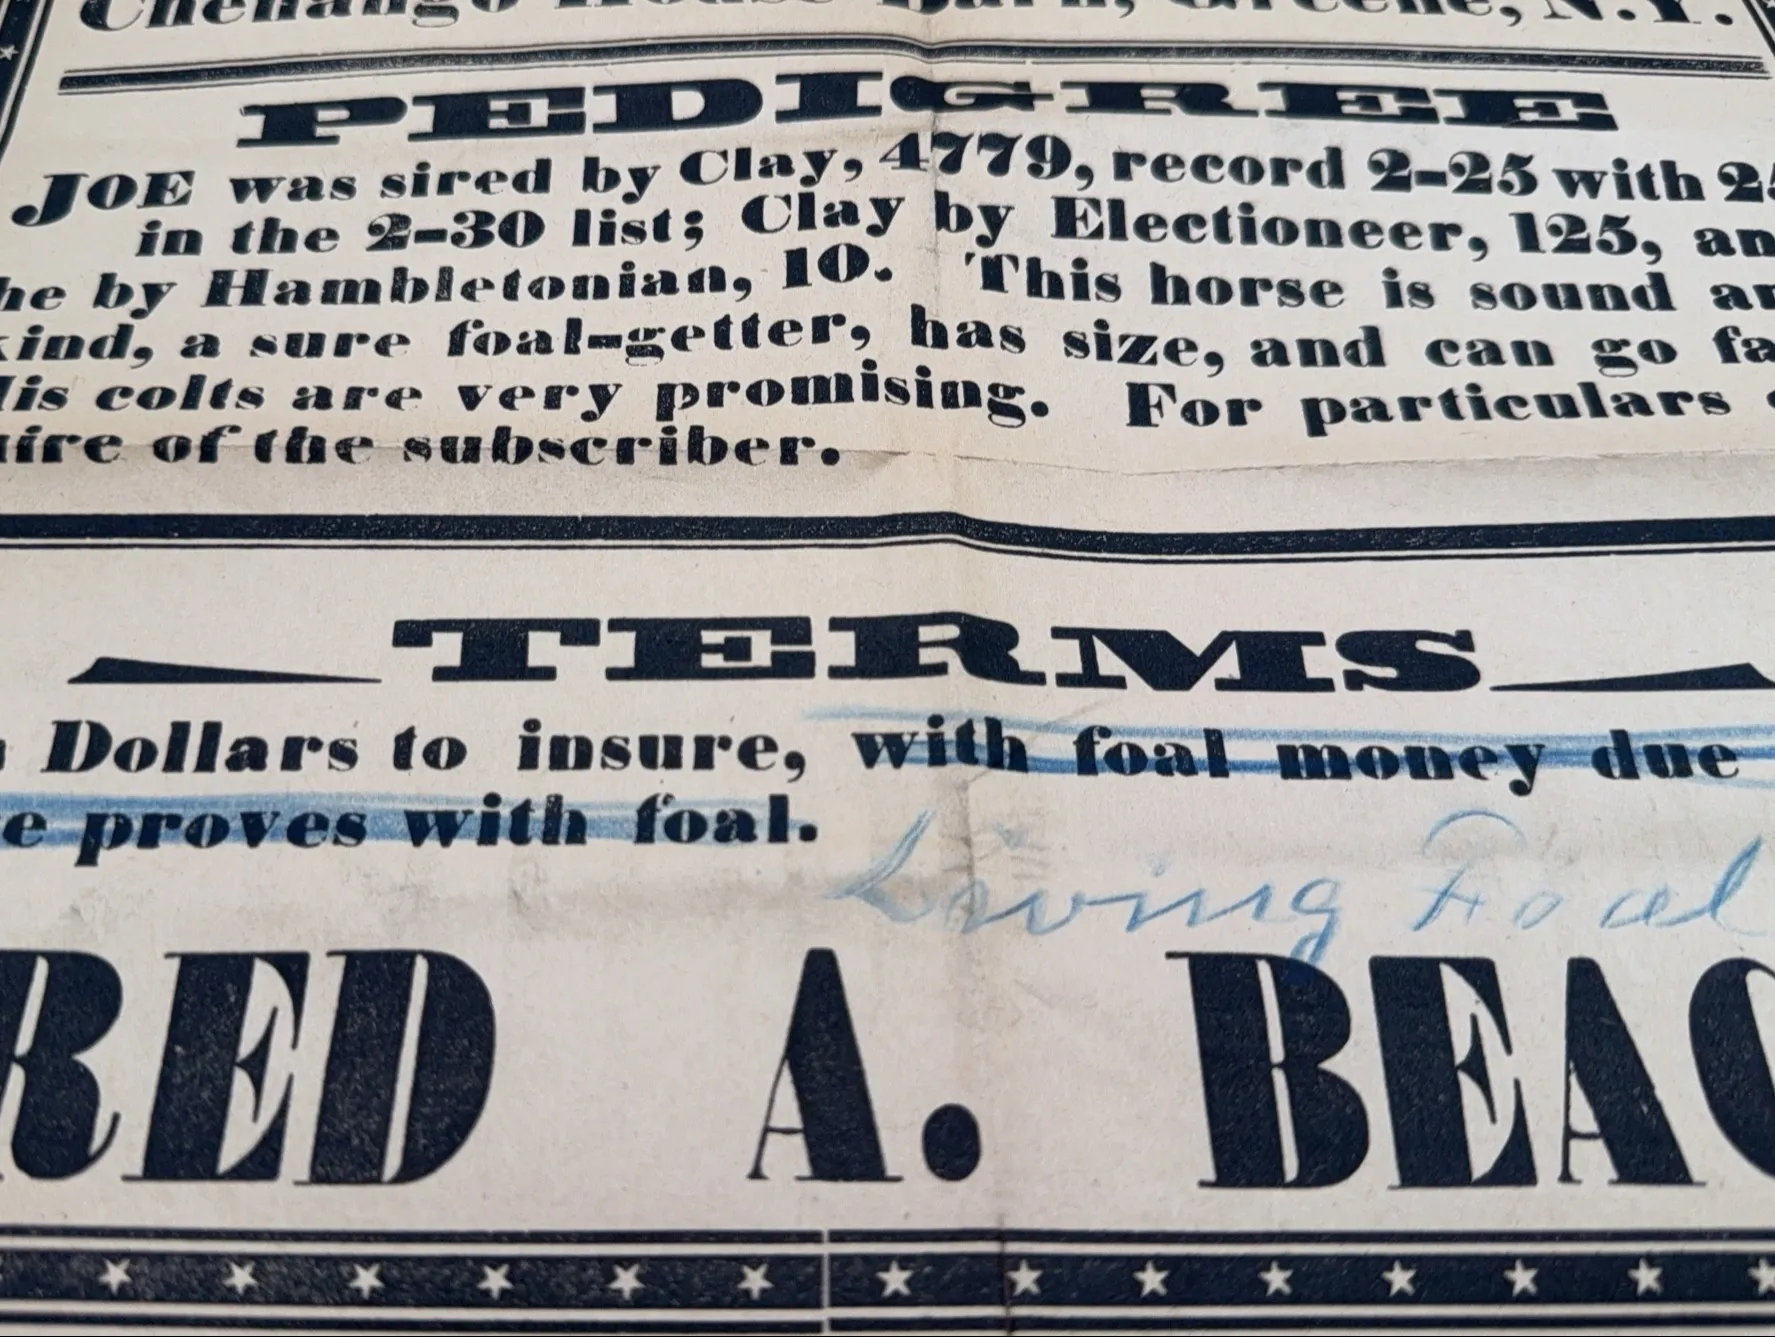 Chenango House Barn, Greene, N.Y.
PEDIGREE
JOE was sired by Clay, 4779, record 2-25 with 25
in the 2-30 list; Clay by Electioneer, 125, an
he by Hambletonian, 10. This horse is sound an
kind, a sure foal-getter, has size, and can go fa
His colts are very promising. For particulars
uire of the subscriber.
TERMS
Dollars to insure, with foal money due
e proves with foal.
Living Foal
RED A. BEAC